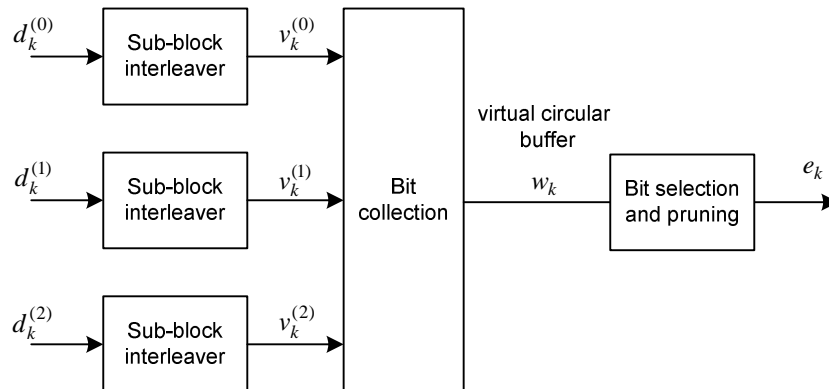 d_k^{(0)}
Sub-block
interleaver
v_k^{(0)}
d_k^{(1)}
Sub-block
interleaver
v_k^{(1)}
d_k^{(2)}
Sub-block
interleaver
v_k^{(2)}
Bit
collection
virtual circular
buffer
w_k
Bit selection
and pruning
e_k